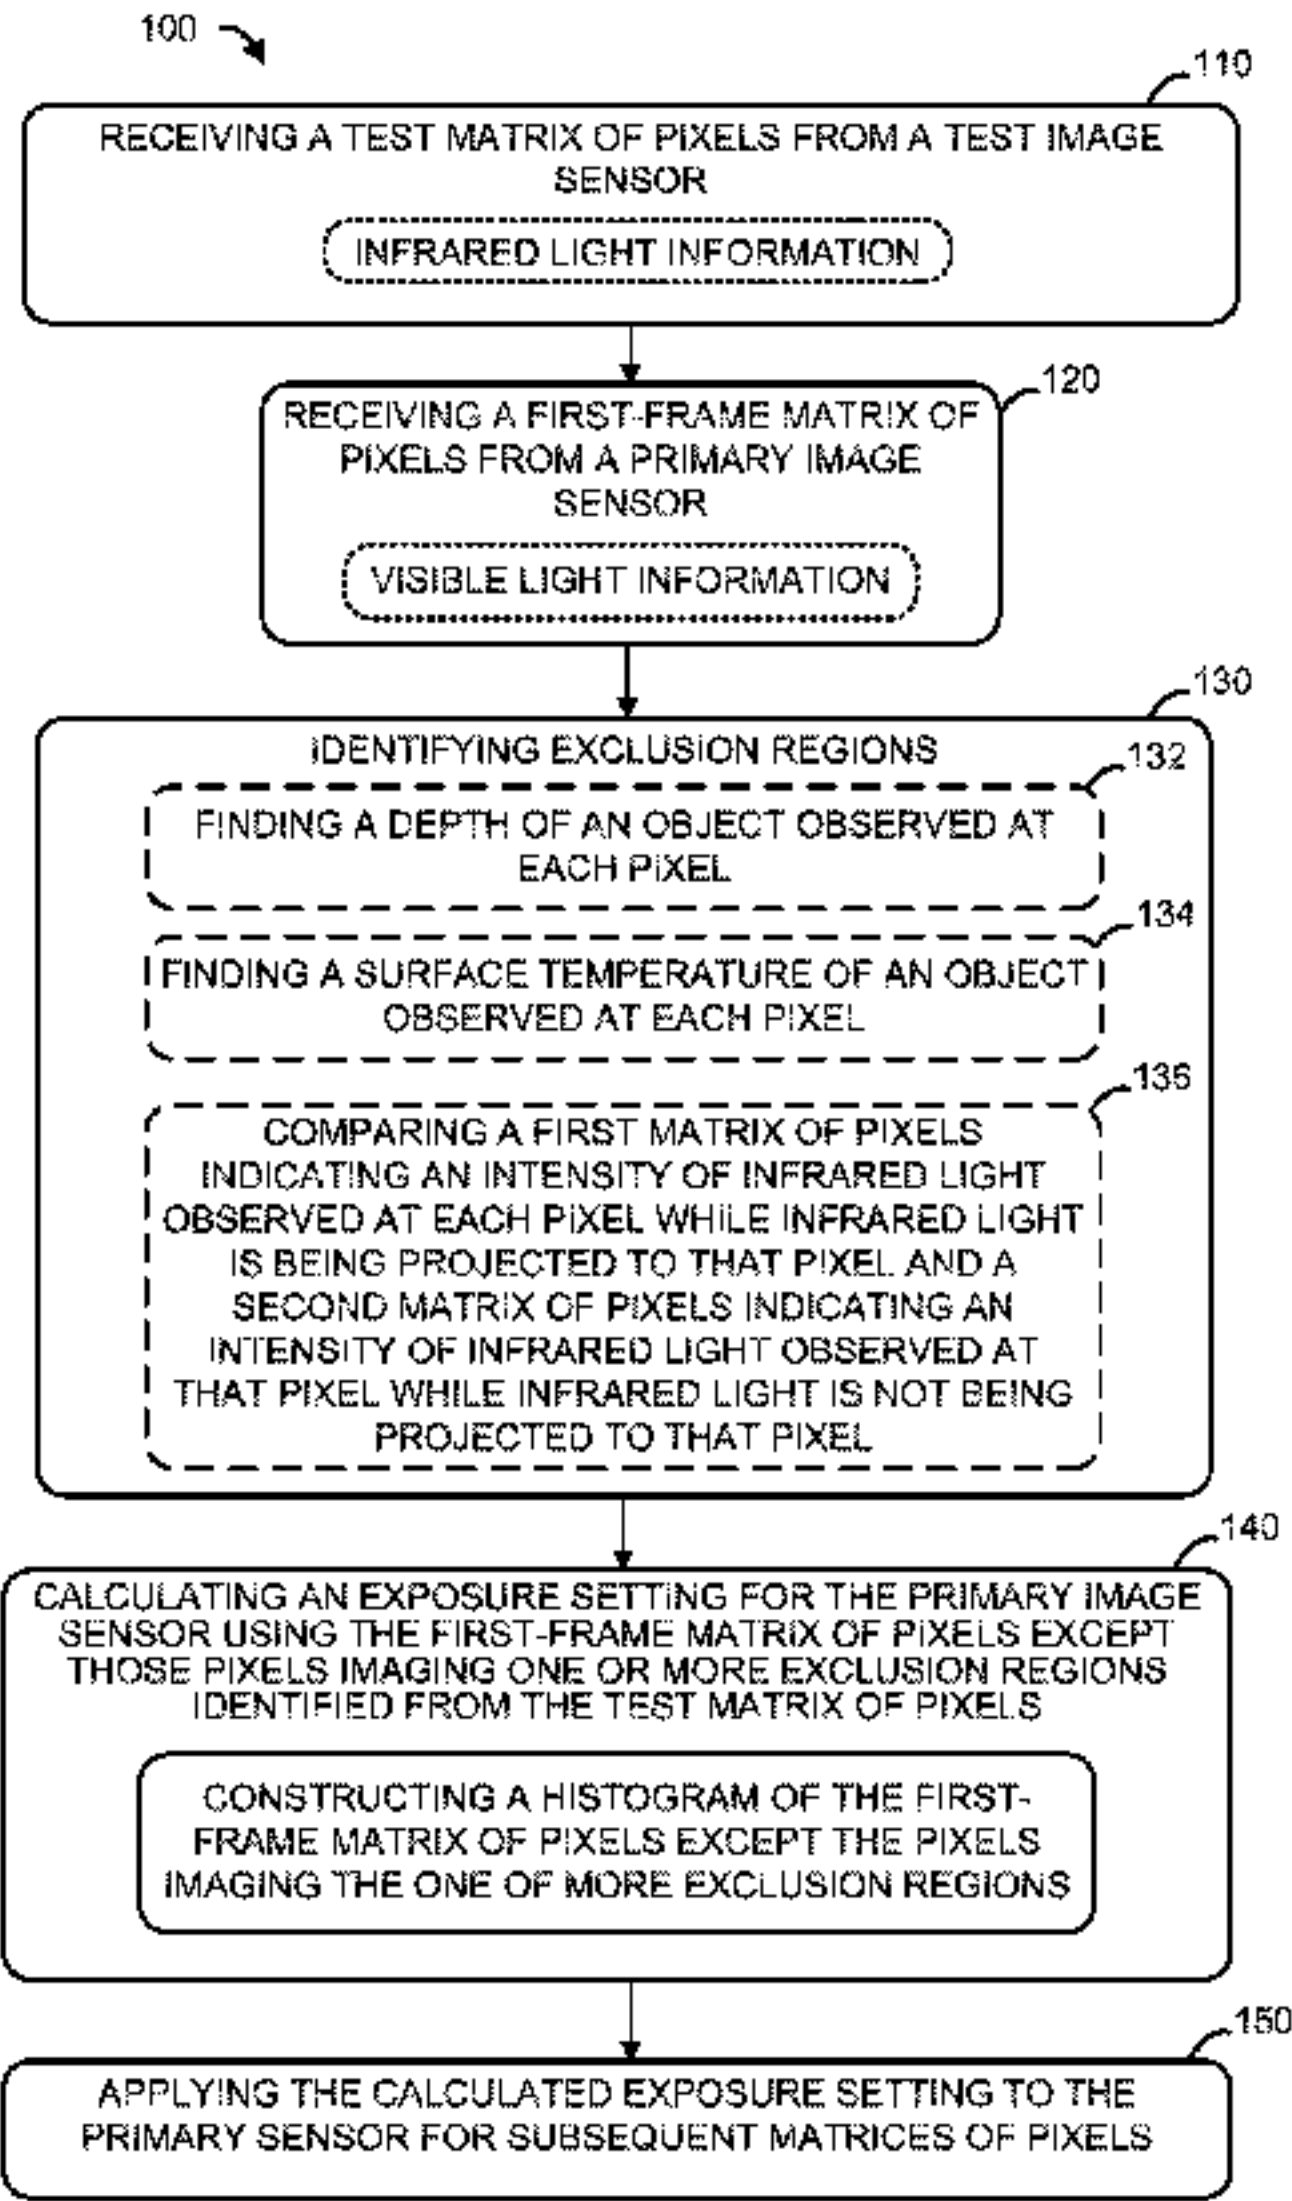 100
110
RECEIVING A TEST MATRIX OF PIXELS FROM A TEST IMAGE
SENSOR
INFRARED LIGHT INFORMATION
120
RECEIVING A FIRST-FRAME MATRIX OF
PIXELS FROM A PRIMARY IMAGE
SENSOR
VISIBLE LIGHT INFORMATION
130
IDENTIFYING EXCLUSION REGIONS
132
FINDING A DEPTH OF AN OBJECT OBSERVED AT
EACH PIXEL
134
FINDING A SURFACE TEMPERATURE OF AN OBJECT
OBSERVED AT EACH PIXEL
136
COMPARING A FIRST MATRIX OF PIXELS
INDICATING AN INTENSITY OF INFRARED LIGHT
OBSERVED AT EACH PIXEL WHILE INFRARED LIGHT
IS BEING PROJECTED TO THAT PIXEL AND A
SECOND MATRIX OF PIXELS INDICATING AN
INTENSITY OF INFRARED LIGHT OBSERVED AT
THAT PIXEL WHILE INFRARED LIGHT IS NOT BEING
PROJECTED TO THAT PIXEL
140
CALCULATING AN EXPOSURE SETTING FOR THE PRIMARY IMAGE
SENSOR USING THE FIRST-FRAME MATRIX OF PIXELS EXCEPT
THOSE PIXELS IMAGING ONE OR MORE EXCLUSION REGIONS
IDENTIFIED FROM THE TEST MATRIX OF PIXELS
CONSTRUCTING A HISTOGRAM OF THE FIRST-
FRAME MATRIX OF PIXELS EXCEPT THE PIXELS
IMAGING THE ONE OF MORE EXCLUSION REGIONS
150
APPLYING THE CALCULATED EXPOSURE SETTING TO THE
PRIMARY SENSOR FOR SUBSEQUENT MATRICES OF PIXELS